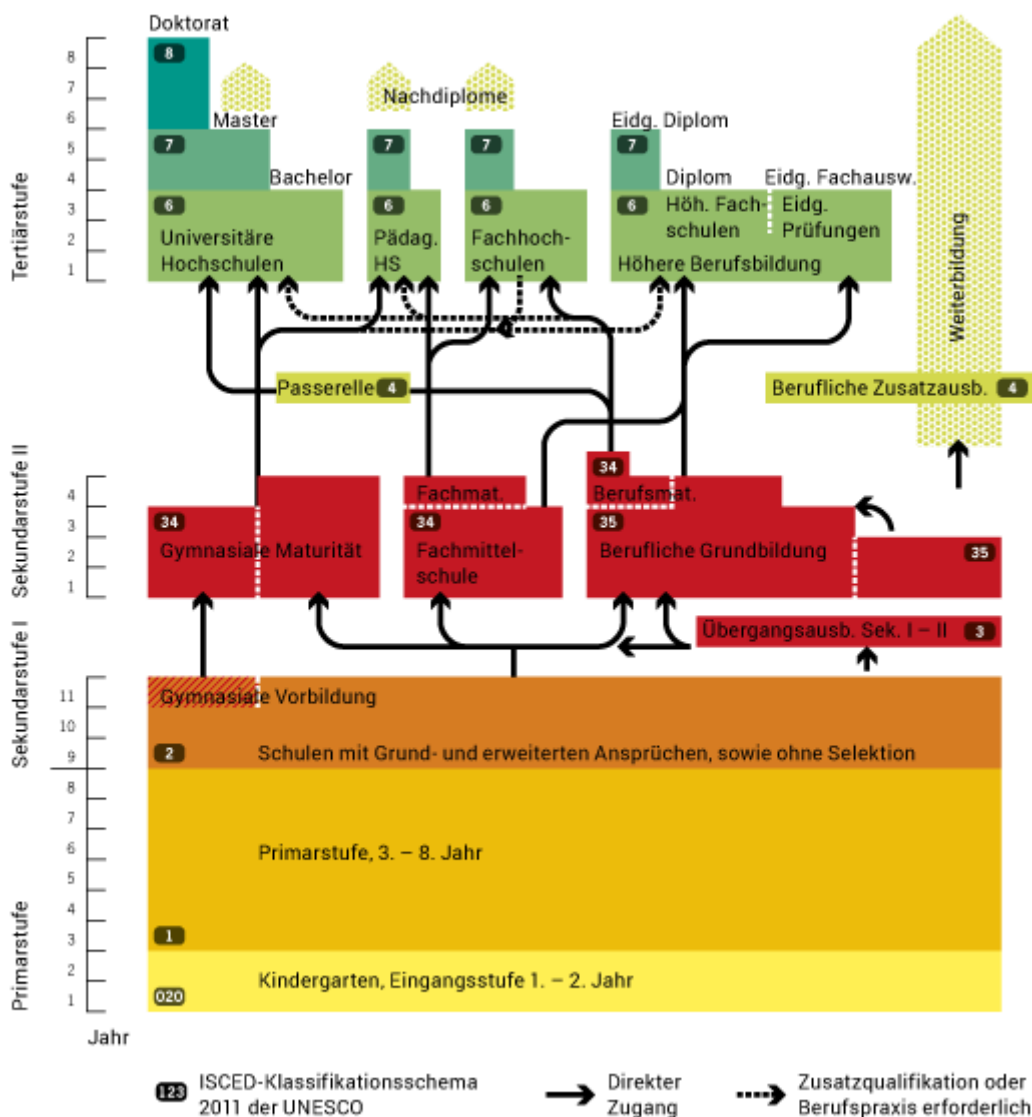 Doktorat
8
Nachdiplome
Master
Eidg. Diplom
7
7
7
7
Bachelor
Diplom
Eidg. Fachausw.
6
6
6
6
Universitäre
Hochschulen
Pädag.
HS
Fachhoch-
schulen
Höh. Fach-
schulen
Eidg.
Prüfungen
Höhere Berufsbildung
Tertiärstufe
8
7
6
5
4
3
2
1
Weiterbildung
Passerelle 4
Berufliche Zusatzausb. 4
Sekundarstufe II
4
3
2
1
34
Gymnasiale Maturität
Fachmat.
34
Fachmittel-
schule
34
Berufsmat.
35
Berufliche Grundbildung
35
Übergangsausb. Sek. I – II 3
Sekundarstufe I
11
10
9
Gymnasiale Vorbildung
2
Schulen mit Grund- und erweiterten Ansprüchen, sowie ohne Selektion
Primarstufe
8
7
6
5
4
3
2
1
Primarstufe, 3. – 8. Jahr
1
Kindergarten, Eingangsstufe 1. – 2. Jahr
020
Jahr
123
ISCED-Klassifikationsschema
2011 der UNESCO
Direkter
Zugang
Zusatzqualifikation oder
Berufspraxis erforderlich